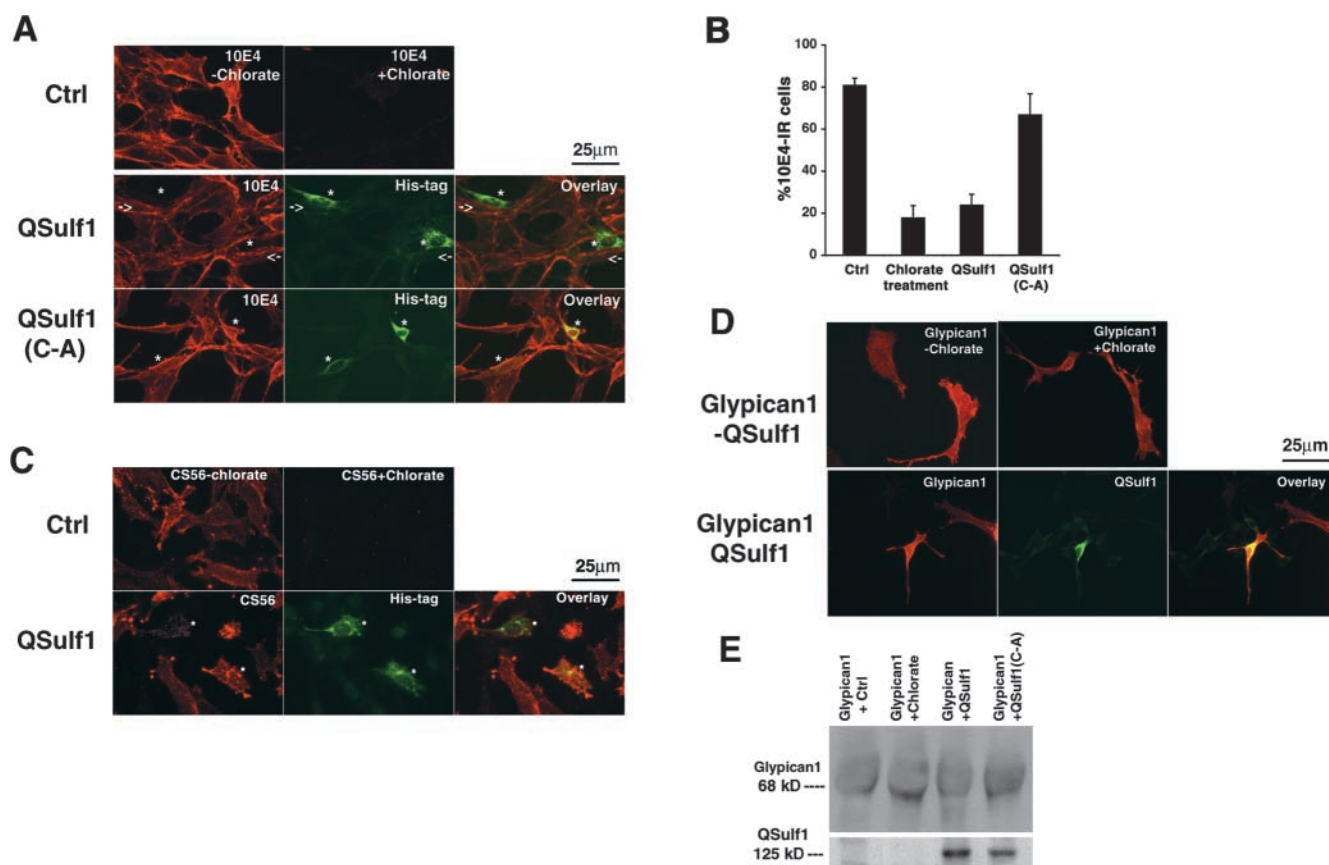 A
Ctrl
10E4
-Chlorate
10E4
+Chlorate
25μm
QSulf1
10E4
His-tag
Overlay
*
->
*
<-
*
->
*
<-
*
->
*
<-
QSulf1
(C-A)
10E4
His-tag
Overlay
*
*
*
*
*
*
B
%10E4-IR cells
100
80
60
40
20
0
Ctrl
Chlorate
treatment
QSulf1
QSulf1
(C-A)
C
Ctrl
CS56-chlorate
CS56+Chlorate
25μm
QSulf1
CS56
His-tag
Overlay
*
*
*
*
*
*
D
Glypican1
-QSulf1
Glypican1
-Chlorate
Glypican1
+Chlorate
25μm
Glypican1
QSulf1
Glypican1
QSulf1
Overlay
E
Glypican1
+ Ctrl
Glypican1
+Chlorate
Glypican
+QSulf1
Glypican1
+QSulf1(C-A)
Glypican1
68 kD ----
QSulf1
125 kD ---